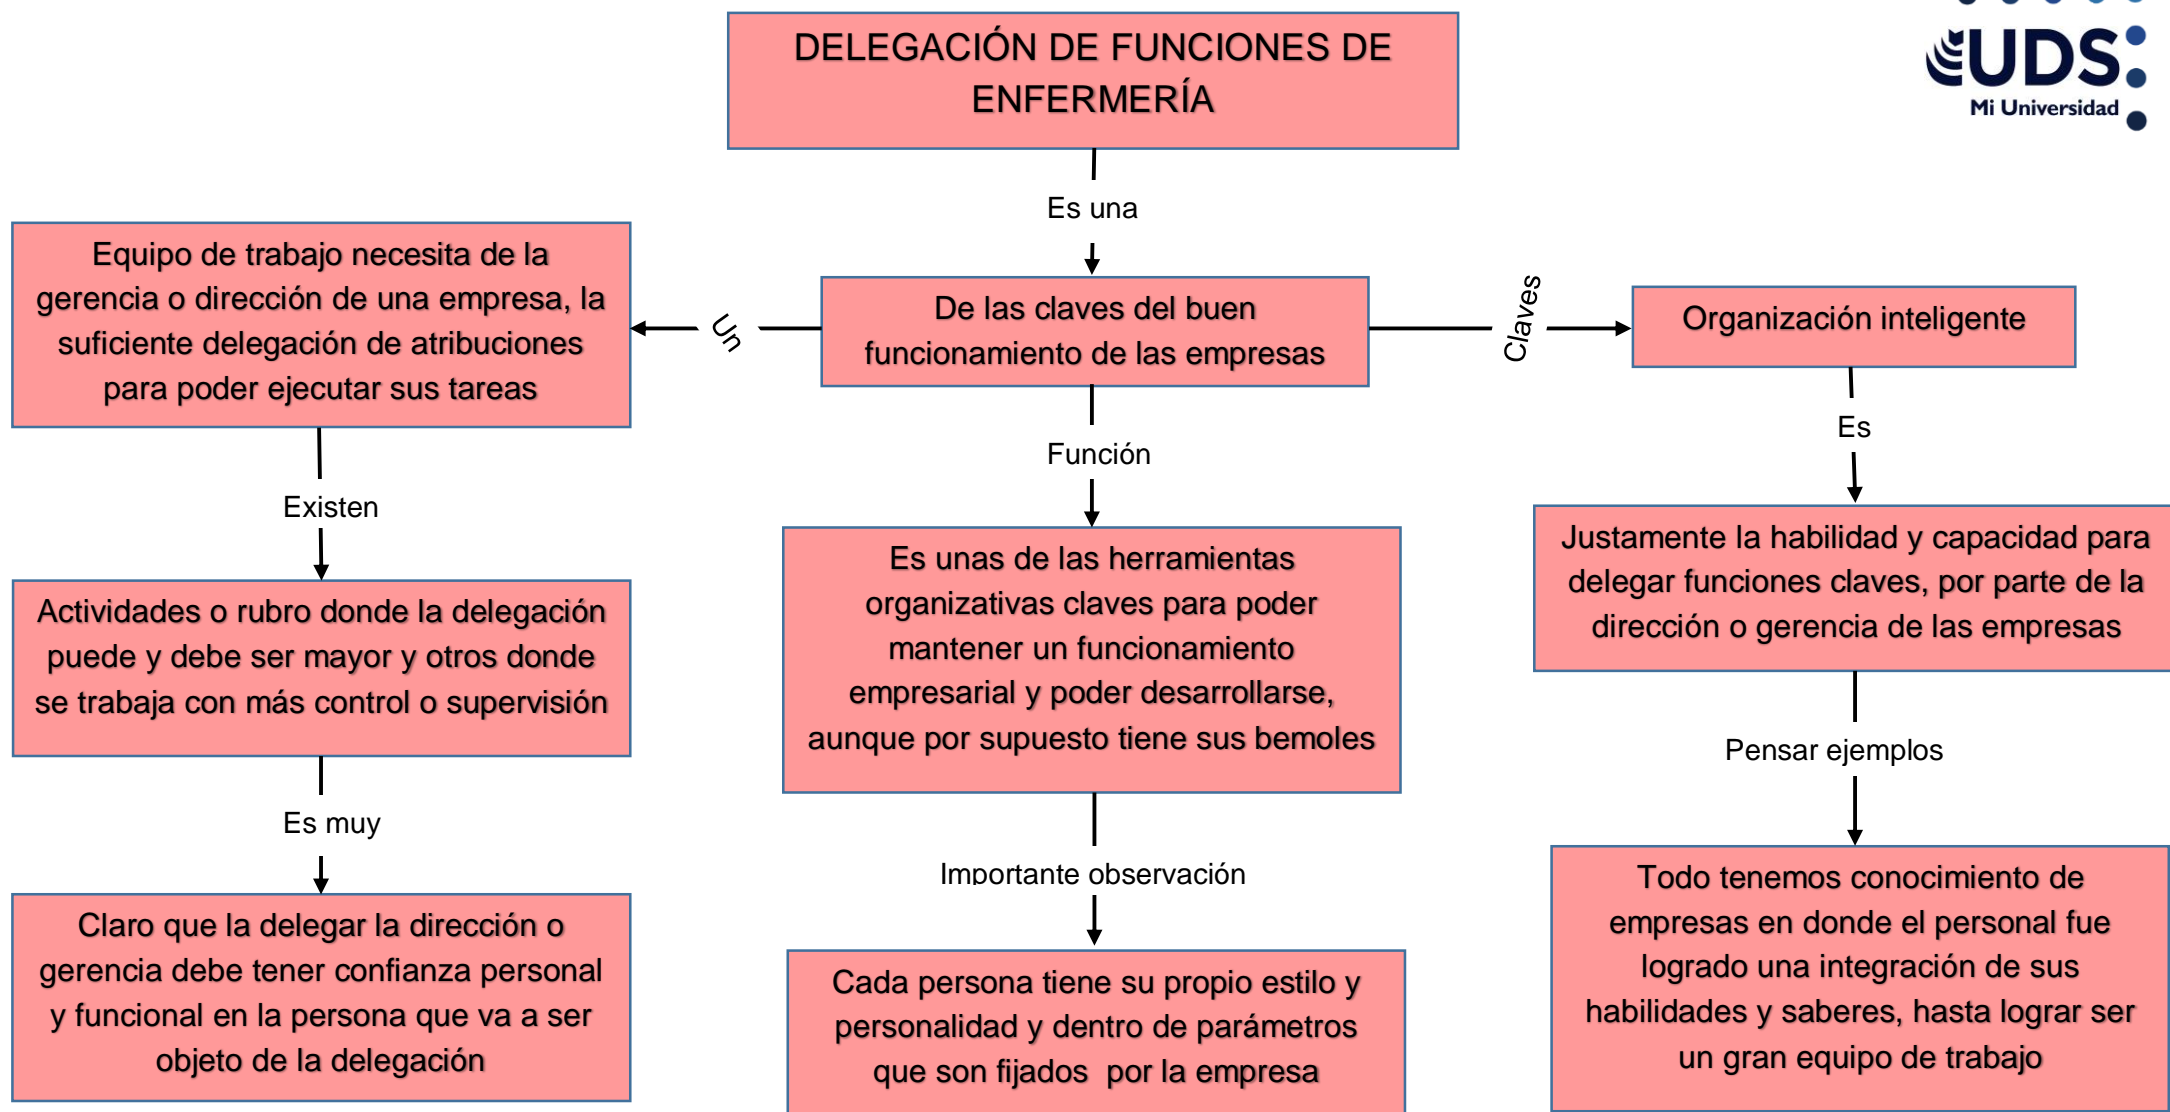 DELEGACIÓN DE FUNCIONES DE
ENFERMERÍA
UDS
Mi Universidad
Es una
De las claves del buen
funcionamiento de las empresas
Un
Equipo de trabajo necesita de la
gerencia o dirección de una empresa, la
suficiente delegación de atribuciones
para poder ejecutar sus tareas
Existen
Actividades o rubro donde la delegación
puede y debe ser mayor y otros donde
se trabaja con más control o supervisión
Es muy
Claro que la delegar la dirección o
gerencia debe tener confianza personal
y funcional en la persona que va a ser
objeto de la delegación
Función
Es unas de las herramientas
organizativas claves para poder
mantener un funcionamiento
empresarial y poder desarrollarse,
aunque por supuesto tiene sus bemoles
Importante observación
Cada persona tiene su propio estilo y
personalidad y dentro de parámetros
que son fijados  por la empresa
Claves
Organización inteligente
Es
Justamente la habilidad y capacidad para
delegar funciones claves, por parte de la
dirección o gerencia de las empresas
Pensar ejemplos
Todo tenemos conocimiento de
empresas en donde el personal fue
logrado una integración de sus
habilidades y saberes, hasta lograr ser
un gran equipo de trabajo